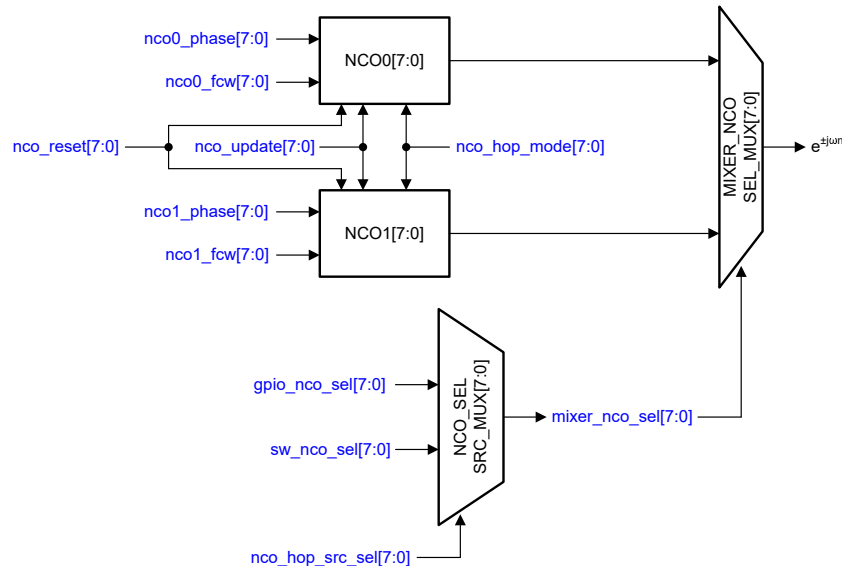 nco0_phase[7:0]
nco0_fcw[7:0]
NCO0[7:0]
nco_reset[7:0]
nco_update[7:0]
nco_hop_mode[7:0]
nco1_phase[7:0]
nco1_fcw[7:0]
NCO1[7:0]
MIXER_NCO
SEL_MUX[7:0]
e±jωn
gpio_nco_sel[7:0]
sw_nco_sel[7:0]
NCO_SEL
SRC_MUX[7:0]
mixer_nco_sel[7:0]
nco_hop_src_sel[7:0]